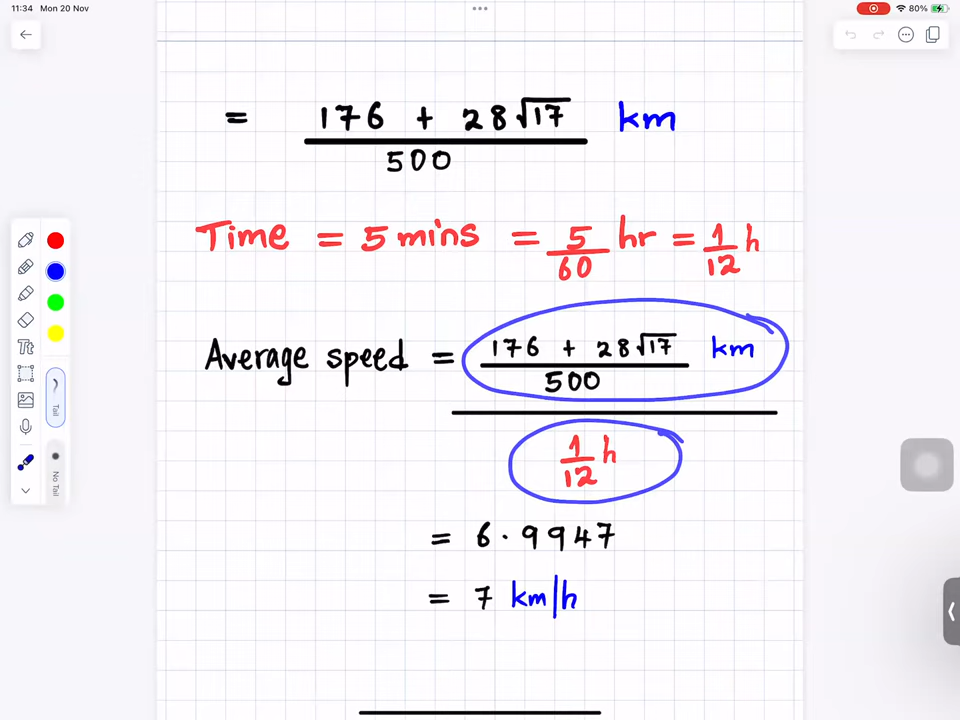 11:34 Mon 20 Nov 80%
= (176 + 28√17)/500 km
Time = 5 mins = 5/60 hr = 1/12 h
Average speed = ((176 + 28√17)/500 km)/(1/12 h)
= 6.9947
= 7 km/h
Tt
Tail
No Tail